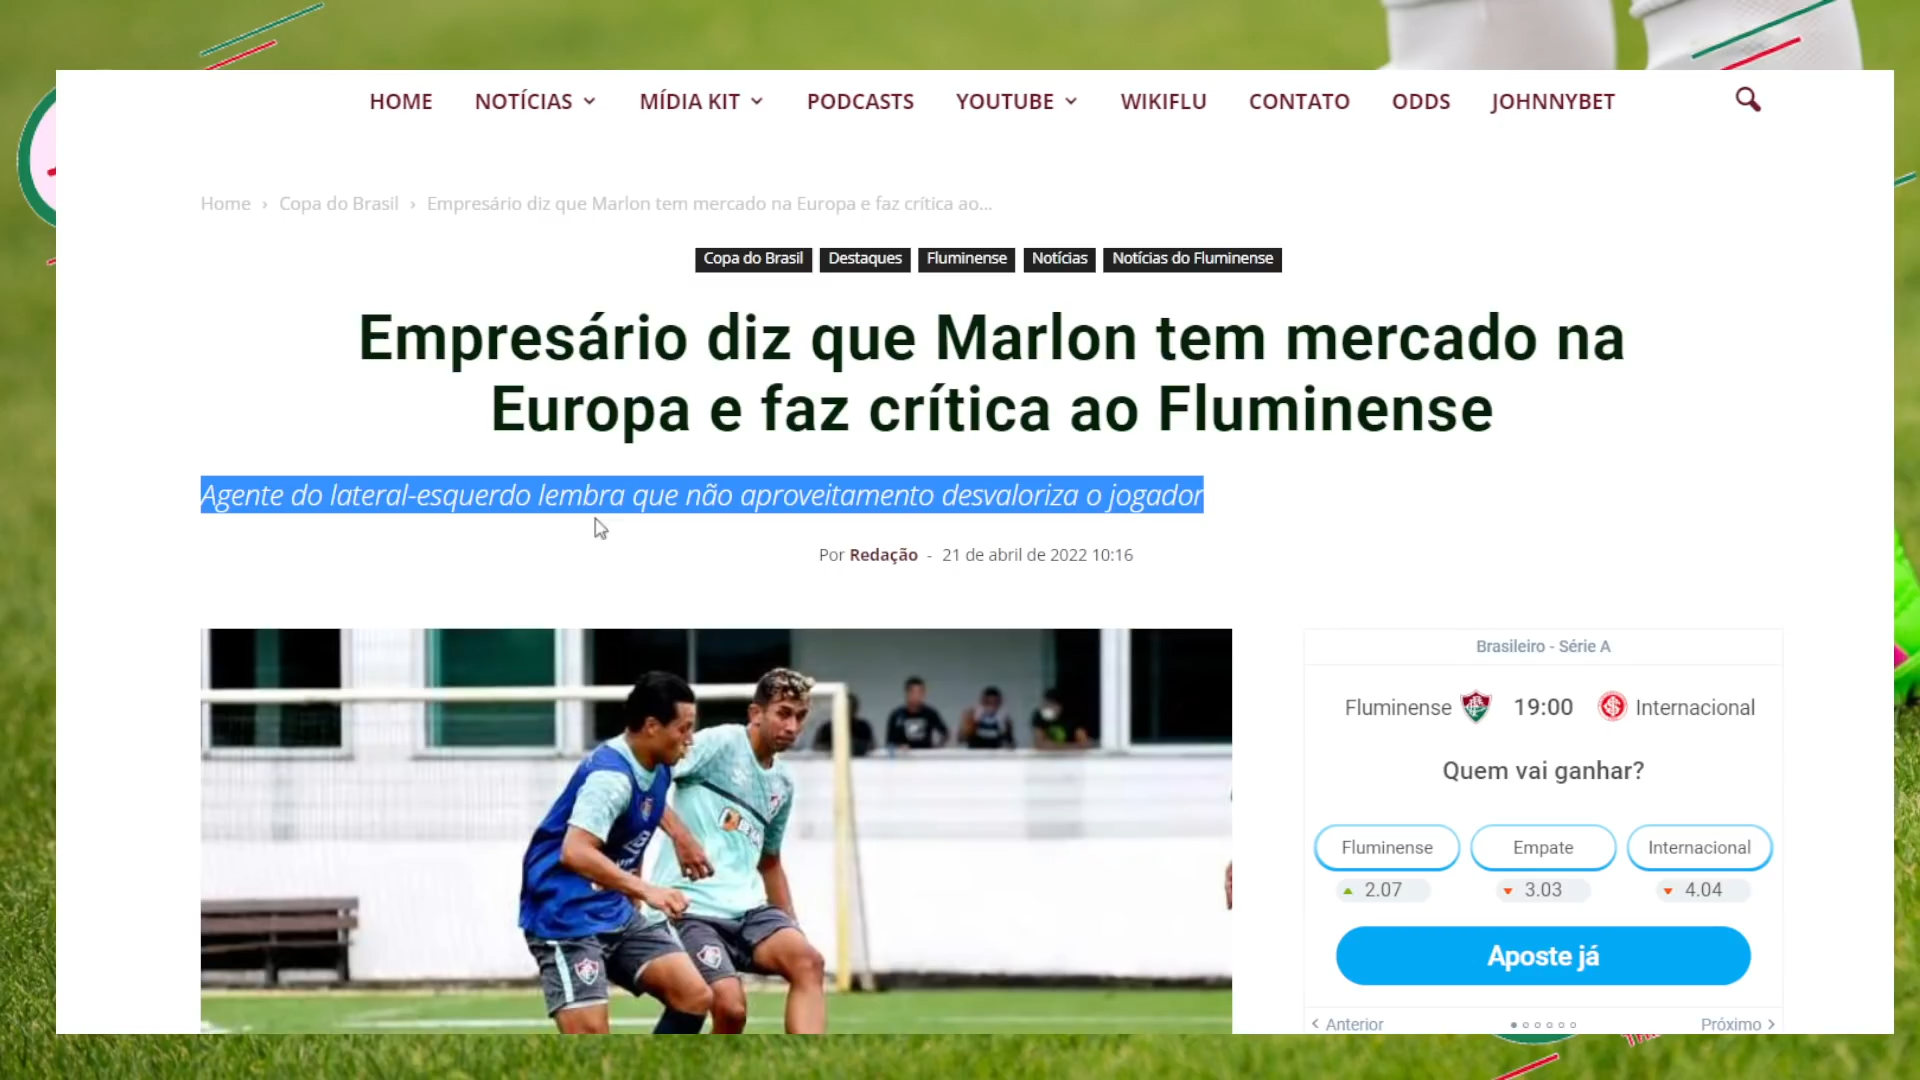 HOME NOTÍCIAS MÍDIA KIT PODCASTS YOUTUBE WIKIFLU CONTATO ODDS JOHNNYBET
Home › Copa do Brasil › Empresário diz que Marlon tem mercado na Europa e faz crítica ao...
Copa do Brasil Destaques Fluminense Notícias Notícias do Fluminense
Empresário diz que Marlon tem mercado na
Europa e faz crítica ao Fluminense
Agente do lateral-esquerdo lembra que não aproveitamento desvaloriza o jogador
Por Redação - 21 de abril de 2022 10:16
Brasileiro - Série A
Fluminense 19:00 Internacional
Quem vai ganhar?
Fluminense Empate Internacional
2.07 3.03 4.04
Aposte já
Anterior Próximo